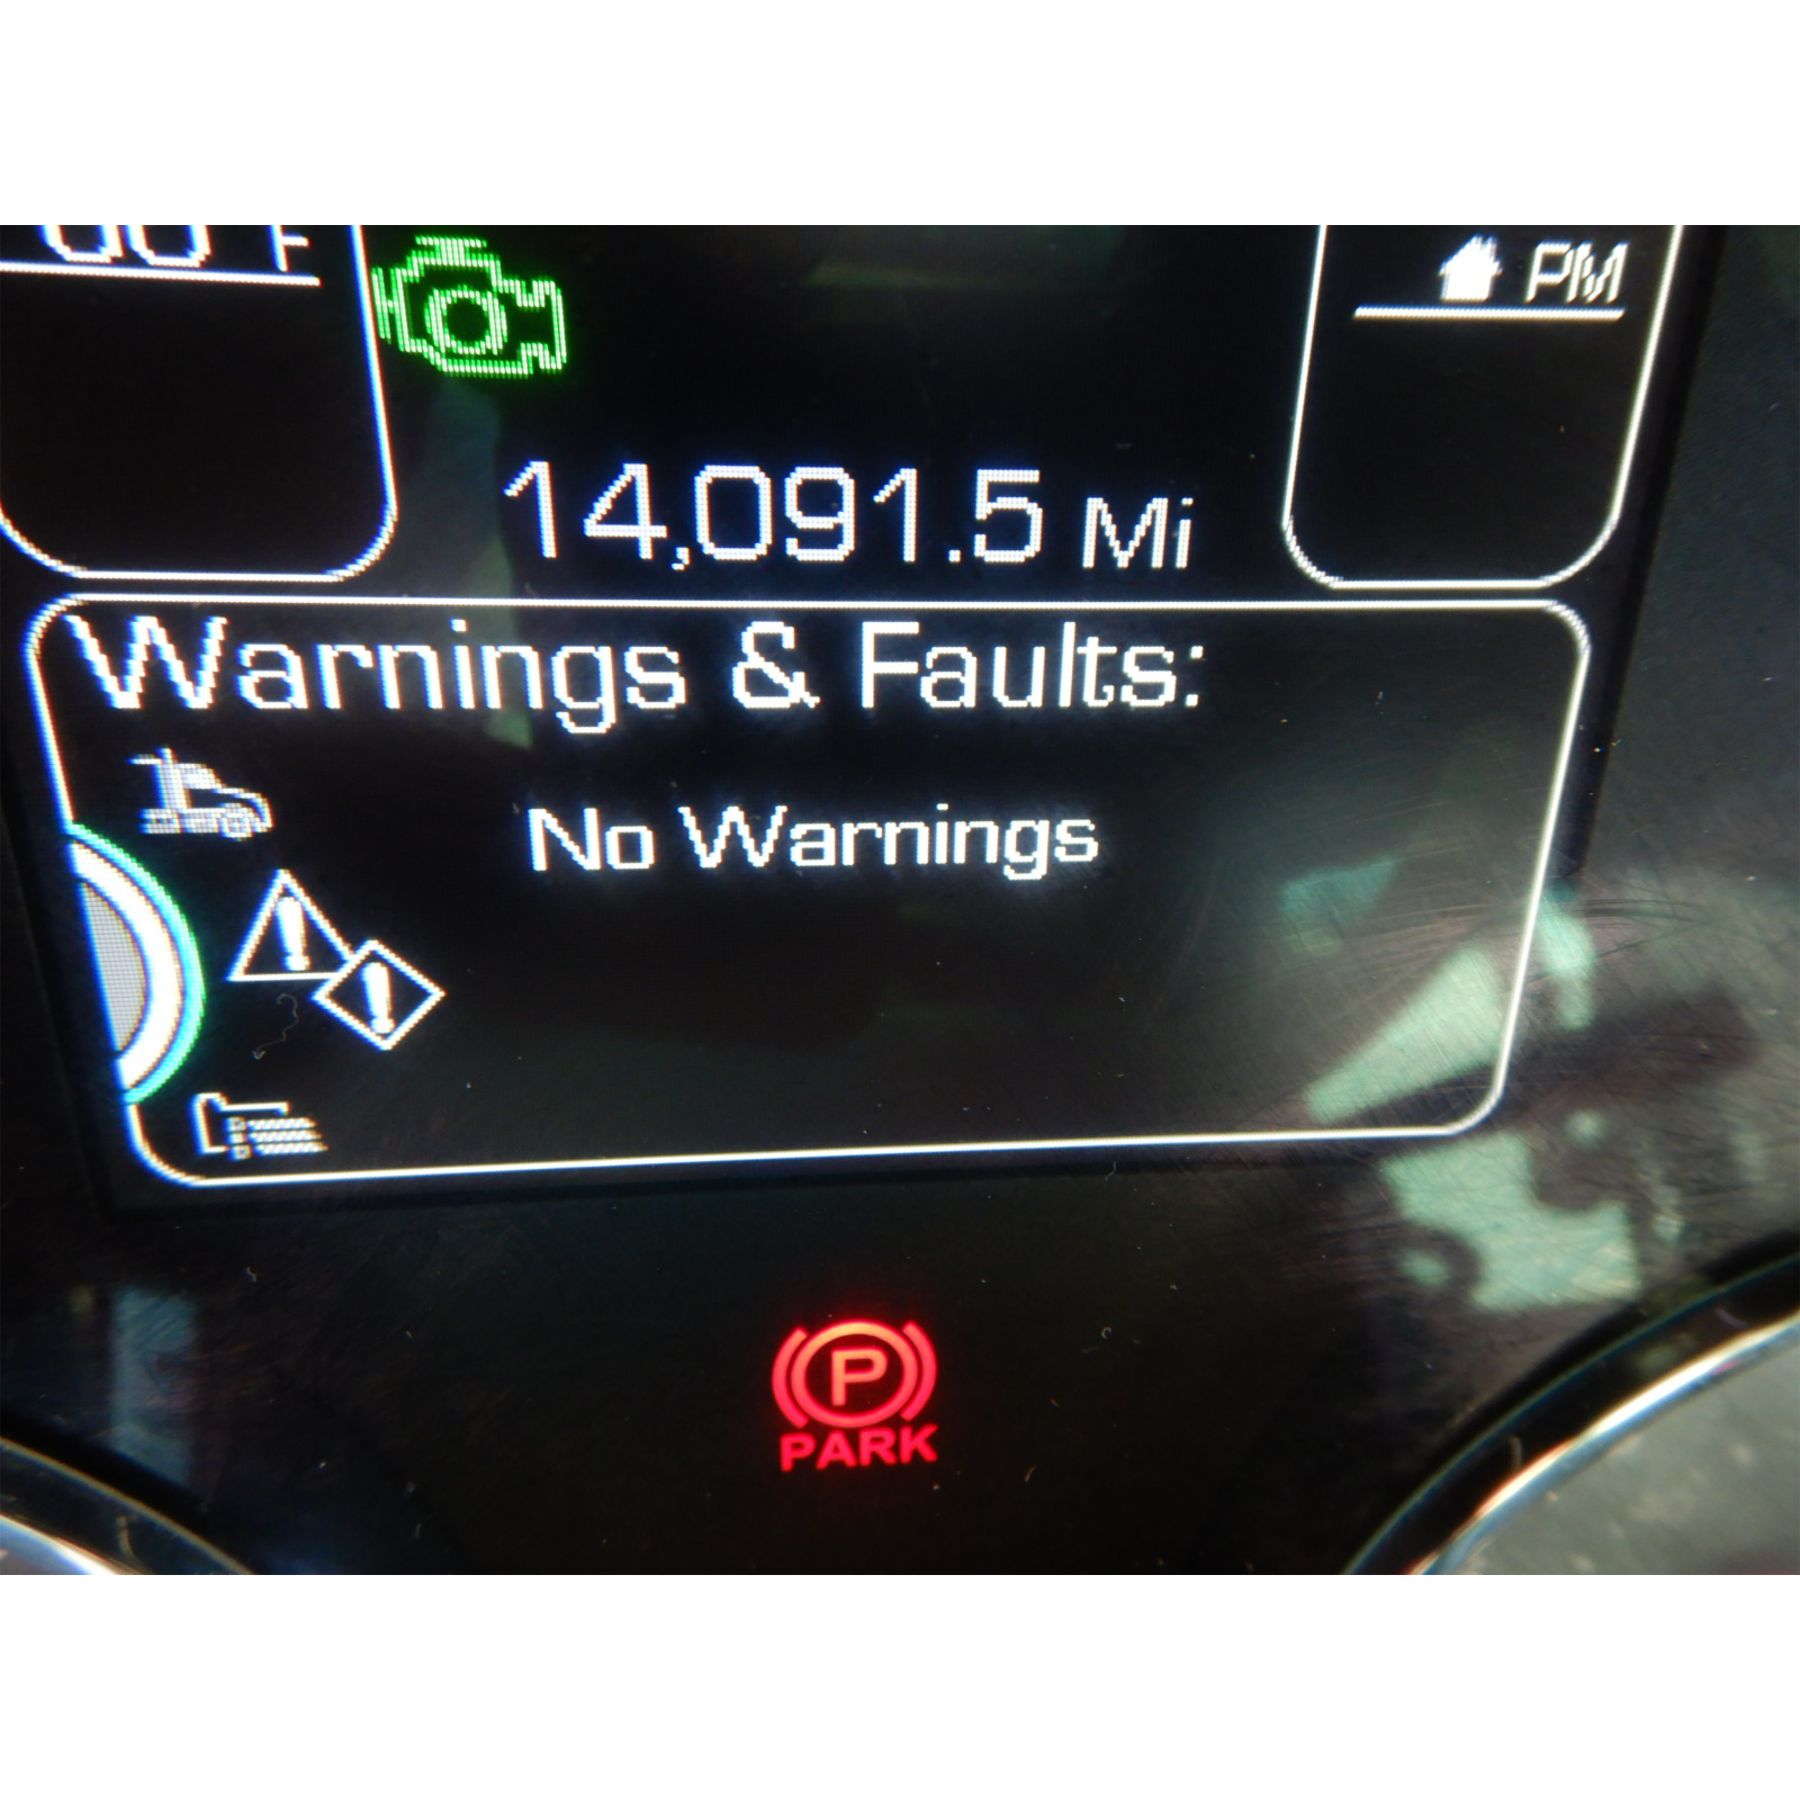 F
PM
14,091.5 Mi
Warnings & Faults:
No Warnings
P
PARK